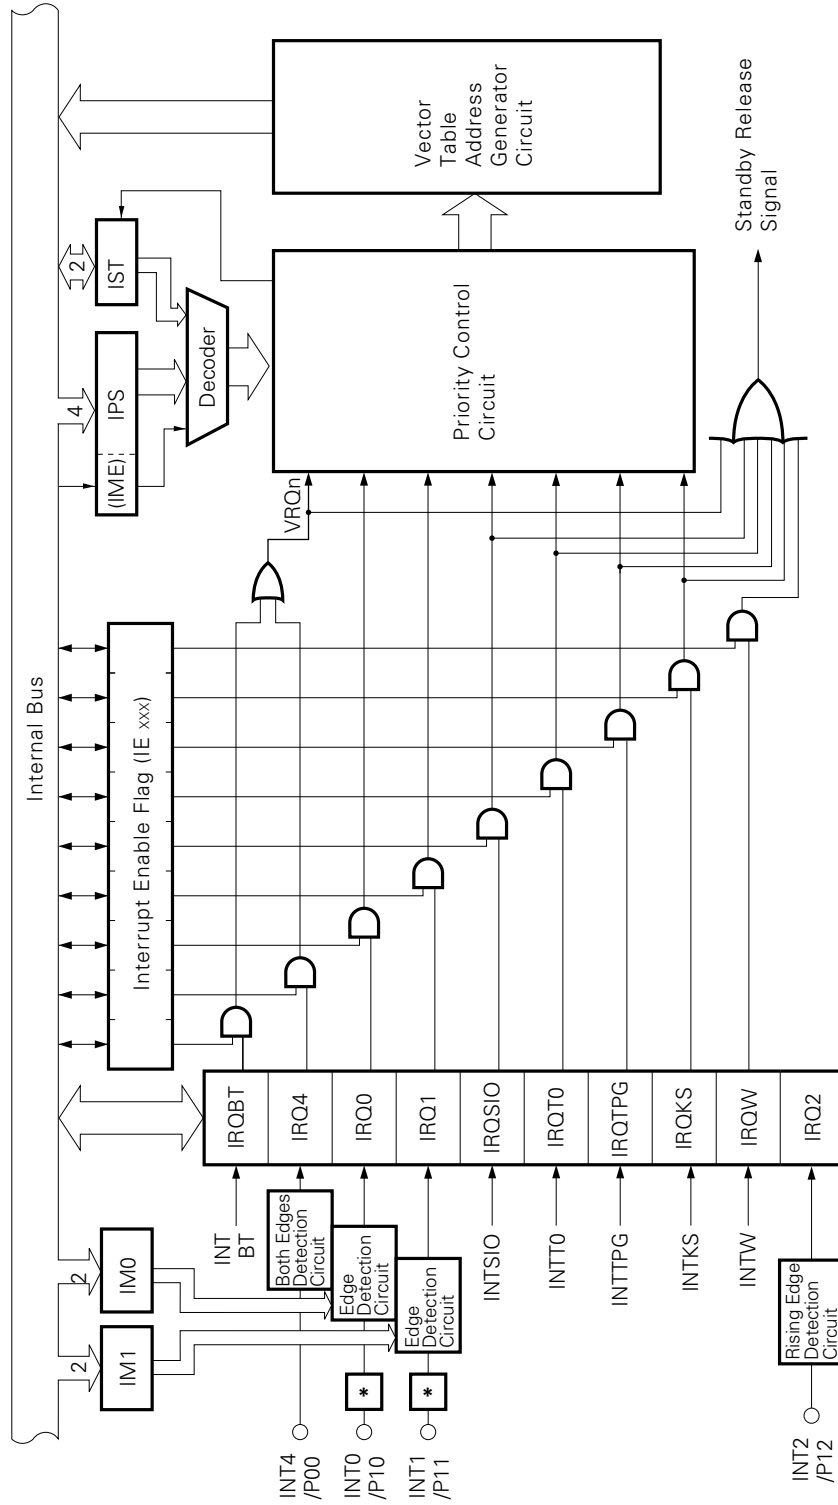 Internal Bus
2
IM1
2
IM0
Interrupt Enable Flag (IE xxx)
4
(IME)
IPS
2
IST
Decoder
INT4
/P00
INT0
/P10
INT1
/P11
INT2
/P12
*
*
Both Edges
Detection
Circuit
Edge
Detection
Circuit
Edge
Detection
Circuit
Rising Edge
Detection
Circuit
INT
BT
INTSIO
INTT0
INTTPG
INTKS
INTW
IRQBT
IRQ4
IRQ0
IRQ1
IRQSIO
IRQT0
IRQTPG
IRQKS
IRQW
IRQ2
VRQn
Priority Control
Circuit
Vector
Table
Address
Generator
Circuit
Standby Release
Signal